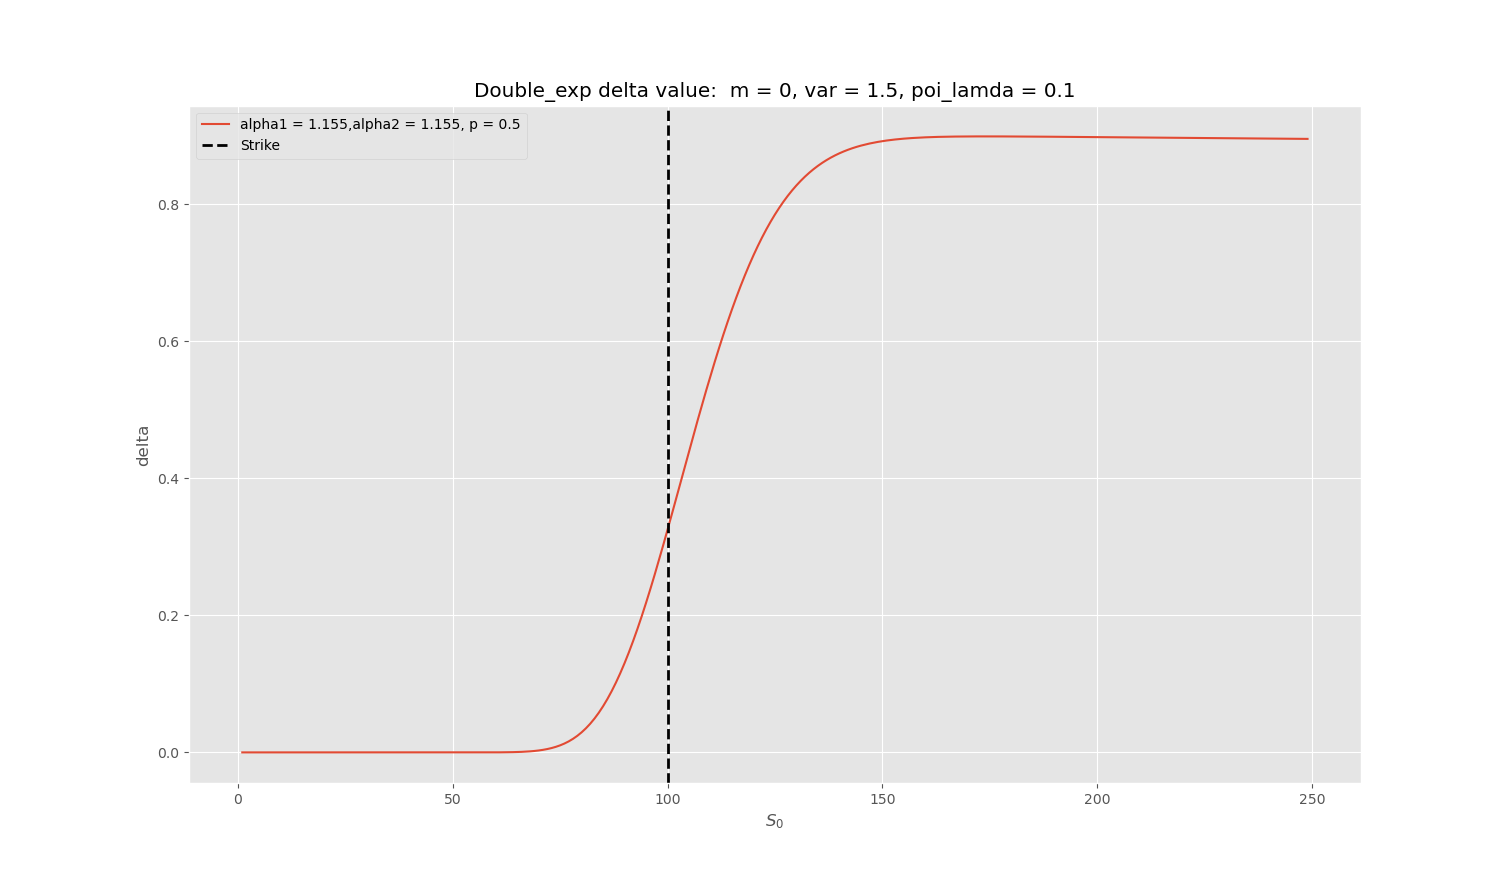 Double_exp delta value:  m = 0, var = 1.5, poi_lamda = 0.1
alpha1 = 1.155,alpha2 = 1.155, p = 0.5
Strike
0.8
0.6
0.4
0.2
0.0
delta
0 50 100 150 200 250
S₀